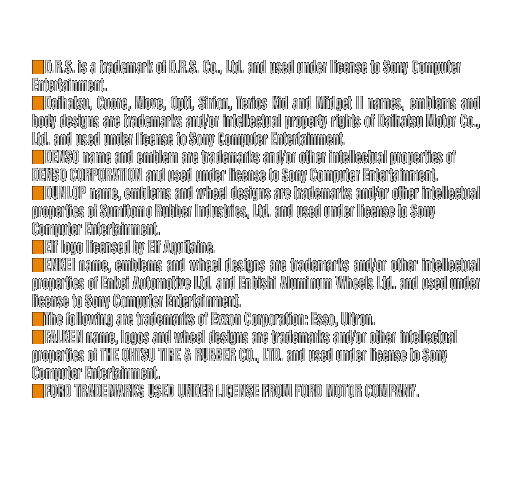 D.R.S. is a trademark of D.R.S. Co., Ltd. and used under license to Sony Computer
Entertainment.
Daihatsu, Coore, Move, Opti, Sirion, Terios Kid and Midget II names, emblems and
body designs are trademarks and/or intellectual property rights of Daihatsu Motor Co.,
Ltd. and used under license to Sony Computer Entertainment.
DENSO name and emblem are trademarks and/or other intellectual properties of
DENSO CORPORATION and used under license to Sony Computer Entertainment.
DUNLOP name, emblems and wheel designs are trademarks and/or other intellectual
properties of Sumitomo Rubber Industries, Ltd. and used under license to Sony
Computer Entertainment.
Elf logo licensed by Elf Aquitaine.
ENKEI name, emblems and wheel designs are trademarks and/or other intellectual
properties of Enkei Automotive Ltd. and Enbishi Aluminum Wheels Ltd. and used under
license to Sony Computer Entertainment.
The following are trademarks of Exxon Corporation: Esso, Ultron.
FALKEN name, logos and wheel designs are trademarks and/or other intellectual
properties of THE OHTSU TIRE & RUBBER CO., LTD. and used under license to Sony
Computer Entertainment.
FORD TRADEMARKS USED UNDER LICENSE FROM FORD MOTOR COMPANY.